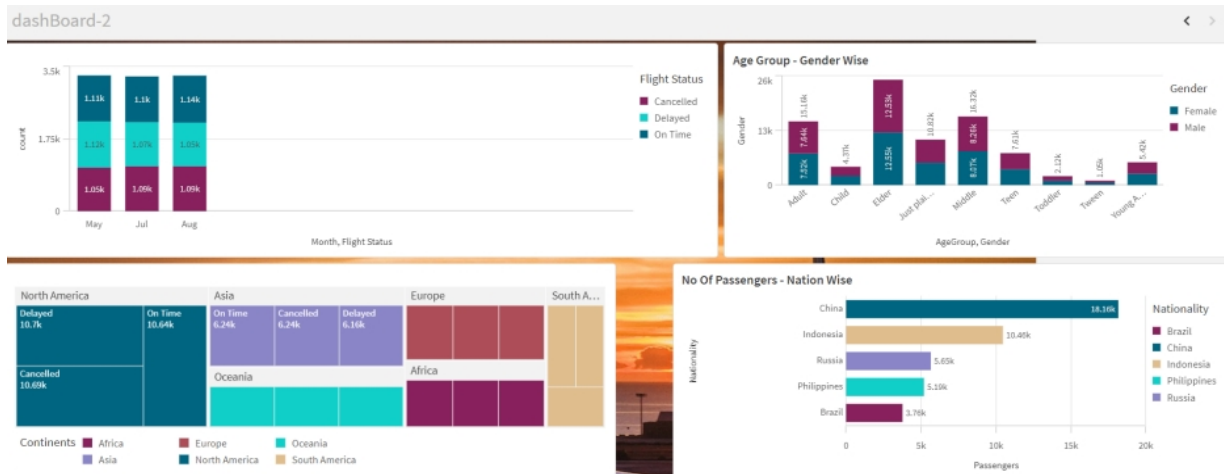 dashBoard-2
3.5k
1.75k
0
count
1.11k
1.1k
1.14k
1.12k
1.07k
1.05k
1.05k
1.09k
1.09k
May
Jul
Aug
Month, Flight Status
Flight Status
Cancelled
Delayed
On Time
Age Group - Gender Wise
26k
13k
0
Gender
15.16k
7.64k
7.52k
4.37k
12.53k
12.55k
10.82k
16.32k
8.26k
8.07k
7.61k
2.12k
1.05k
5.42k
Adult
Child
Elder
Just plai...
Middle
Teen
Toddler
Tween
Young A...
AgeGroup, Gender
Gender
Female
Male
North America
Delayed
10.7k
On Time
10.64k
Cancelled
10.69k
Asia
On Time
6.24k
Cancelled
6.24k
Delayed
6.16k
Oceania
Europe
Africa
South A...
Continents
Africa
Europe
Oceania
Asia
North America
South America
No Of Passengers - Nation Wise
Nationality
China
18.16k
Indonesia
10.46k
Russia
5.65k
Philippines
5.19k
Brazil
3.76k
0
5k
10k
15k
20k
Passengers
Nationality
Brazil
China
Indonesia
Philippines
Russia